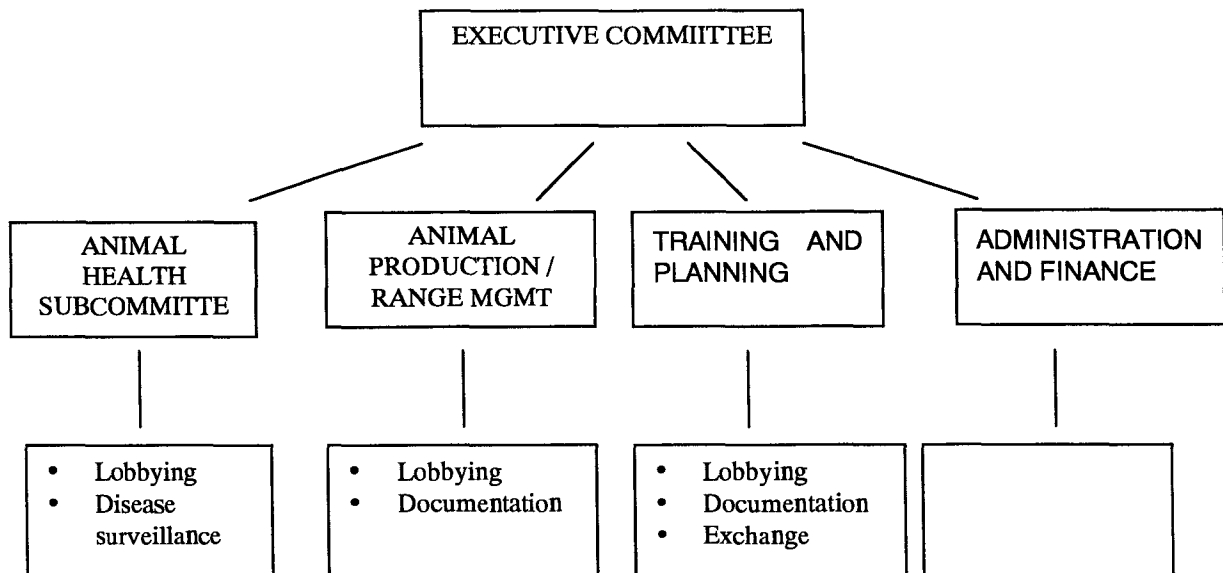 EXECUTIVE COMMIITTEE
ANIMAL
HEALTH
SUBCOMMITTE
ANIMAL
PRODUCTION /
RANGE MGMT
TRAINING AND
PLANNING
ADMINISTRATION
AND FINANCE
• Lobbying
• Disease
surveillance
• Lobbying
• Documentation
• Lobbying
• Documentation
• Exchange